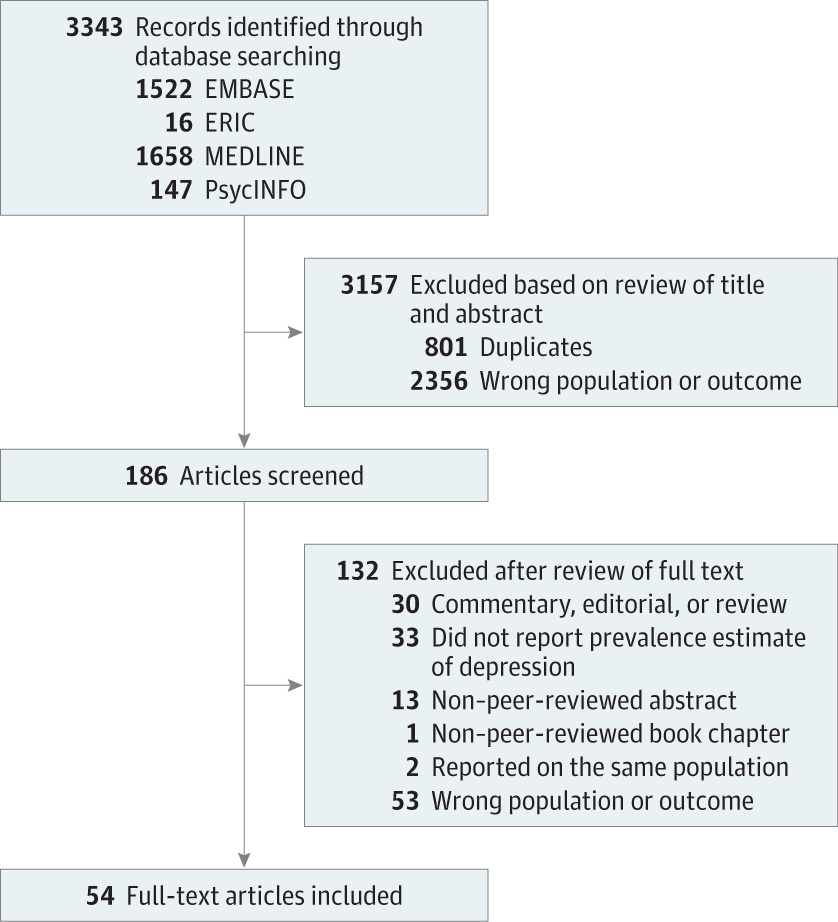 3343 Records identified through
database searching
1522 EMBASE
16 ERIC
1658 MEDLINE
147 PsycINFO
3157 Excluded based on review of title
and abstract
801 Duplicates
2356 Wrong population or outcome
186 Articles screened
132 Excluded after review of full text
30 Commentary, editorial, or review
33 Did not report prevalence estimate
of depression
13 Non-peer-reviewed abstract
1 Non-peer-reviewed book chapter
2 Reported on the same population
53 Wrong population or outcome
54 Full-text articles included